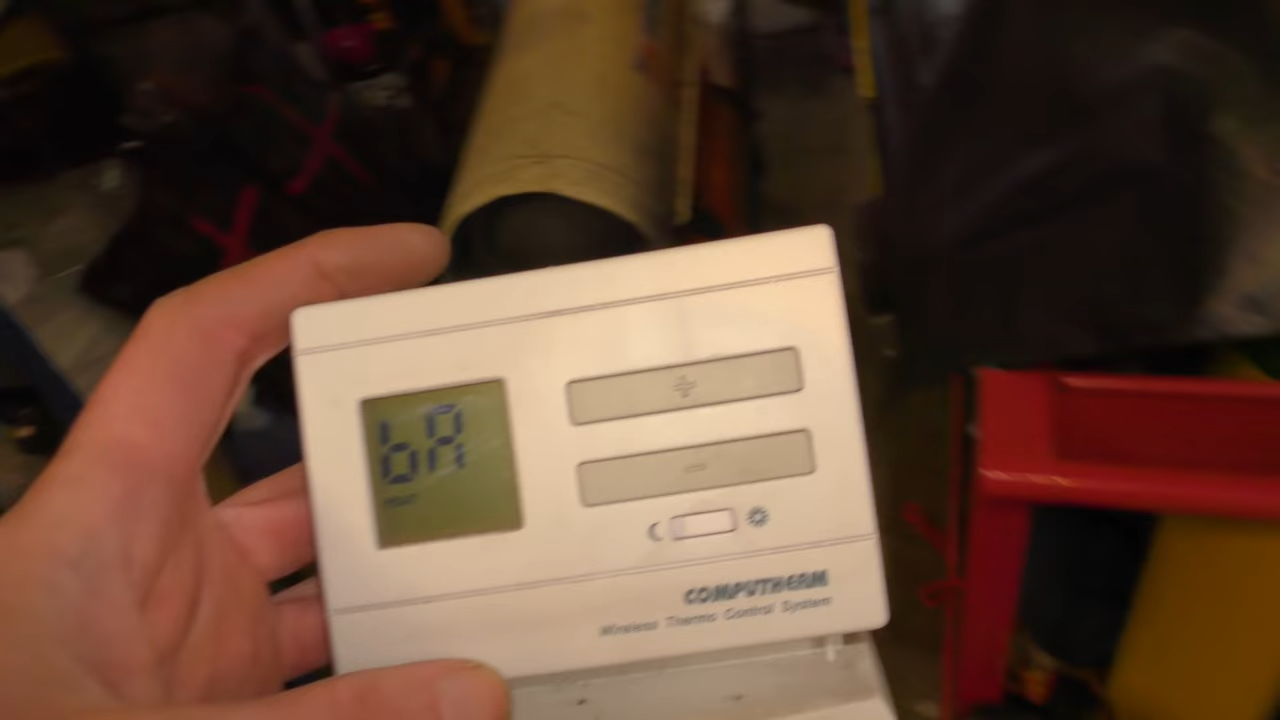 bA
+
-
COMPUTHERM
Wireless Thermo Control System